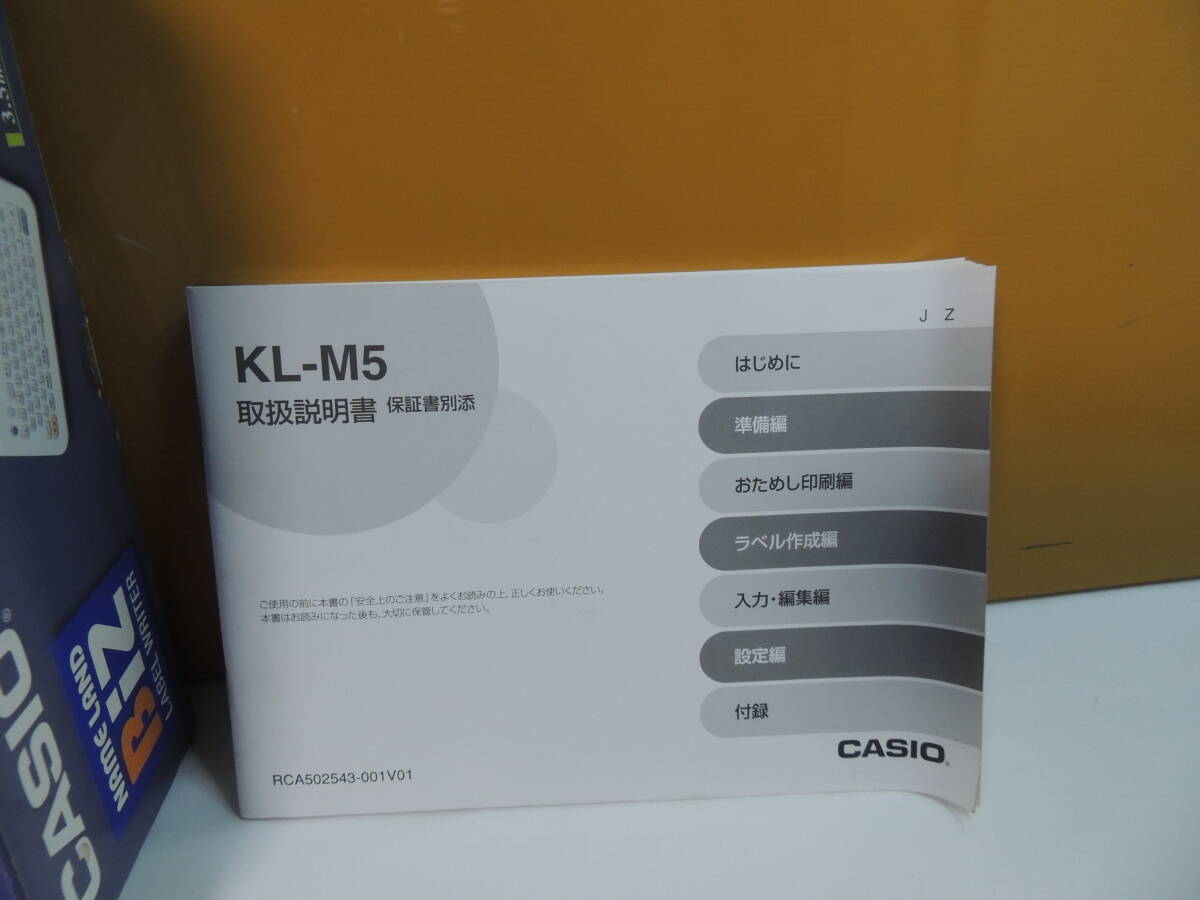 3.5m
CASIO®
NAME LAND
BiZ
LABEL WRITER
J Z
KL-M5
取扱説明書 保証書別添
はじめに
準備編
おためし印刷編
ラベル作成編
入力・編集編
設定編
付録
ご使用の前に本書の「安全上のご注意」をよくお読みの上、正しくお使いください。
本書はお読みになった後も、大切に保管してください。
RCA502543-001V01
CASIO®